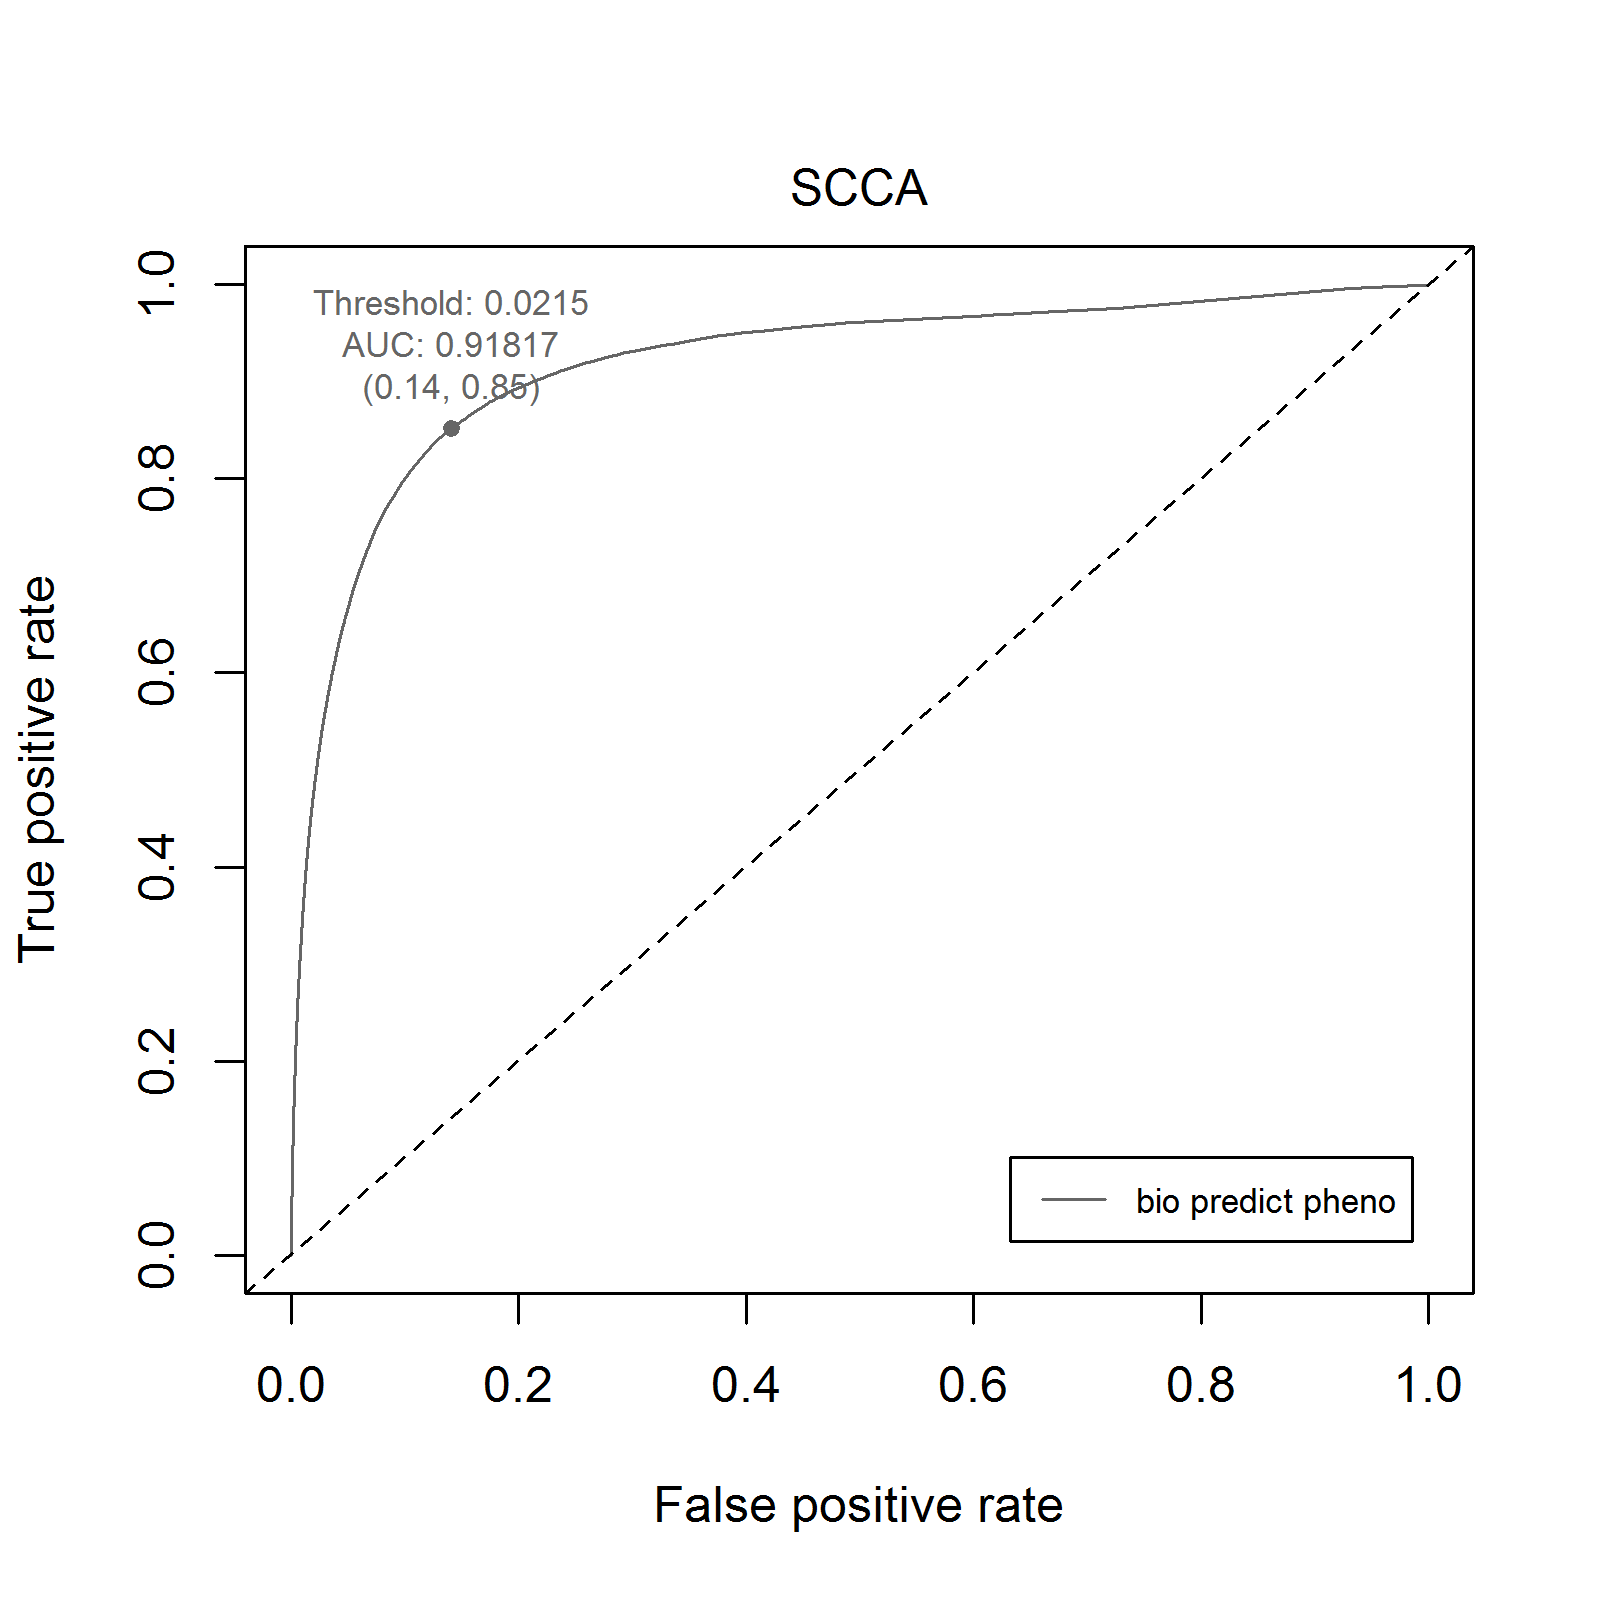 SCCA
Threshold: 0.0215
AUC: 0.91817
(0.14, 0.85)
True positive rate
1.0
0.8
0.6
0.4
0.2
0.0
bio predict pheno
0.0 0.2 0.4 0.6 0.8 1.0
False positive rate